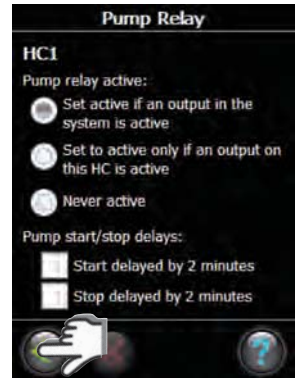 Pump Relay
HC1
Pump relay active:
Set active if an output in the
system is active
Set to active only if an output on
this HC is active
Never active
Pump start/stop delays:
Start delayed by 2 minutes
Stop delayed by 2 minutes
?